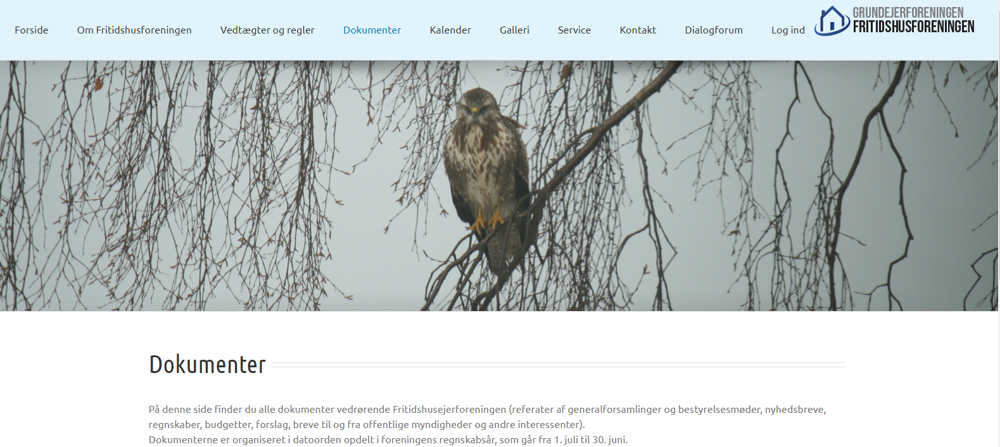 Forside Om Fritidshusforeningen Vedtægter og regler Dokumenter Kalender Galleri Service Kontakt Dialogforum Log ind
GRUNDEJERFORENINGEN
FRITIDSHUSFORENINGEN
Dokumenter
På denne side finder du alle dokumenter vedrørende Fritidshusejerforeningen (referater af generalforsamlinger og bestyrelsesmøder, nyhedsbreve,
regnskaber, budgetter, forslag, breve til og fra offentlige myndigheder og andre interessenter).
Dokumenterne er organiseret i datoorden opdelt i foreningens regnskabsår, som går fra 1. juli til 30. juni.